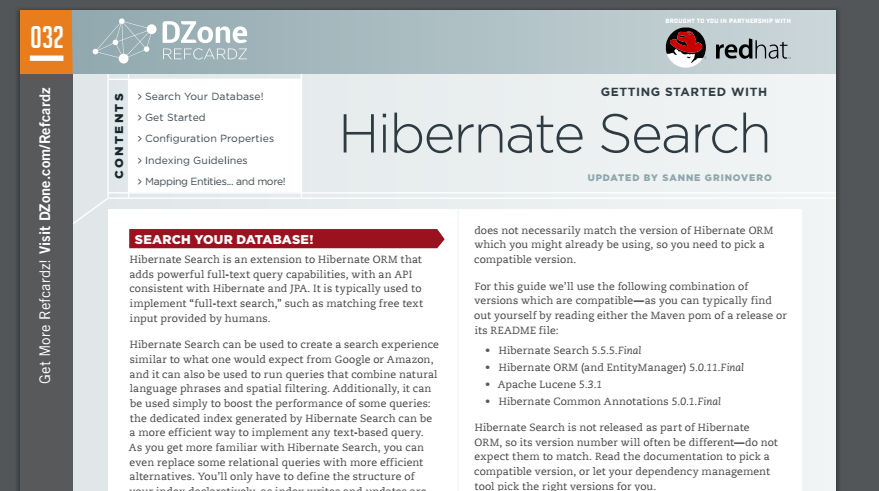 032
DZone
REFCARDZ
BROUGHT TO YOU IN PARTNERSHIP WITH
redhat
Get More Refcardz! Visit DZone.com/Refcardz
CONTENTS
> Search Your Database!
> Get Started
> Configuration Properties
> Indexing Guidelines
> Mapping Entities... and more!
GETTING STARTED WITH
Hibernate Search
UPDATED BY SANNE GRINOVERO
SEARCH YOUR DATABASE!
Hibernate Search is an extension to Hibernate ORM that
adds powerful full-text query capabilities, with an API
consistent with Hibernate and JPA. It is typically used to
implement “full-text search,” such as matching free text
input provided by humans.
Hibernate Search can be used to create a search experience
similar to what one would expect from Google or Amazon,
and it can also be used to run queries that combine natural
language phrases and spatial filtering. Additionally, it can
be used simply to boost the performance of some queries:
the dedicated index generated by Hibernate Search can be
a more efficient way to implement any text-based query.
As you get more familiar with Hibernate Search, you can
even replace some relational queries with more efficient
alternatives. You’ll only have to define the structure of
your index declaratively, as index writes and updates are
does not necessarily match the version of Hibernate ORM
which you might already be using, so you need to pick a
compatible version.
For this guide we’ll use the following combination of
versions which are compatible—as you can typically find
out yourself by reading either the Maven pom of a release or
its README file:
• Hibernate Search 5.5.5.Final
• Hibernate ORM (and EntityManager) 5.0.11.Final
• Apache Lucene 5.3.1
• Hibernate Common Annotations 5.0.1.Final
Hibernate Search is not released as part of Hibernate
ORM, so its version number will often be different—do not
expect them to match. Read the documentation to pick a
compatible version, or let your dependency management
tool pick the right versions for you.